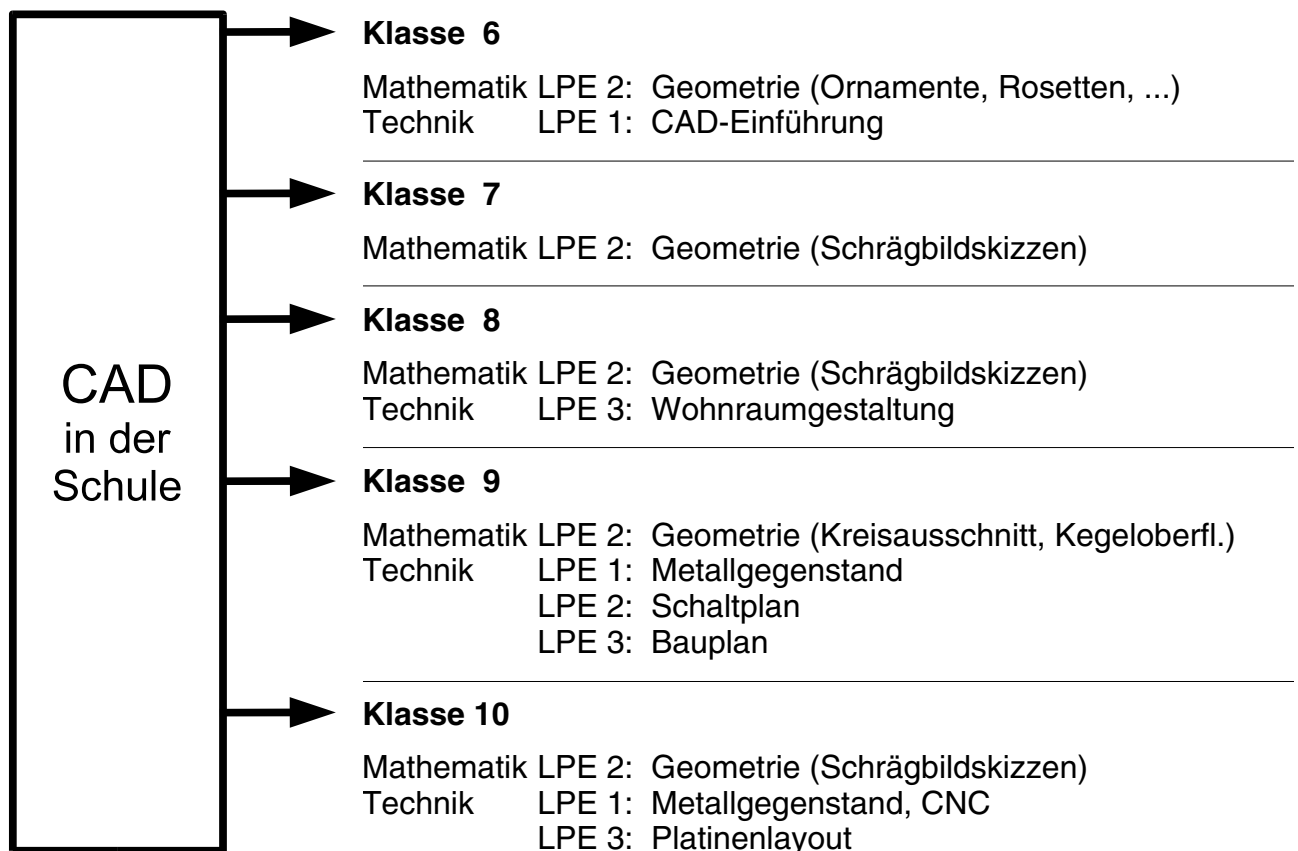 CAD
in der
Schule
Klasse 6
Mathematik LPE 2: Geometrie (Ornamente, Rosetten, ...)
Technik LPE 1: CAD-Einführung
Klasse 7
Mathematik LPE 2: Geometrie (Schrägbildskizzen)
Klasse 8
Mathematik LPE 2: Geometrie (Schrägbildskizzen)
Technik LPE 3: Wohnraumgestaltung
Klasse 9
Mathematik LPE 2: Geometrie (Kreisausschnitt, Kegeloberfl.)
Technik LPE 1: Metallgegenstand
LPE 2: Schaltplan
LPE 3: Bauplan
Klasse 10
Mathematik LPE 2: Geometrie (Schrägbildskizzen)
Technik LPE 1: Metallgegenstand, CNC
LPE 3: Platinenlayout